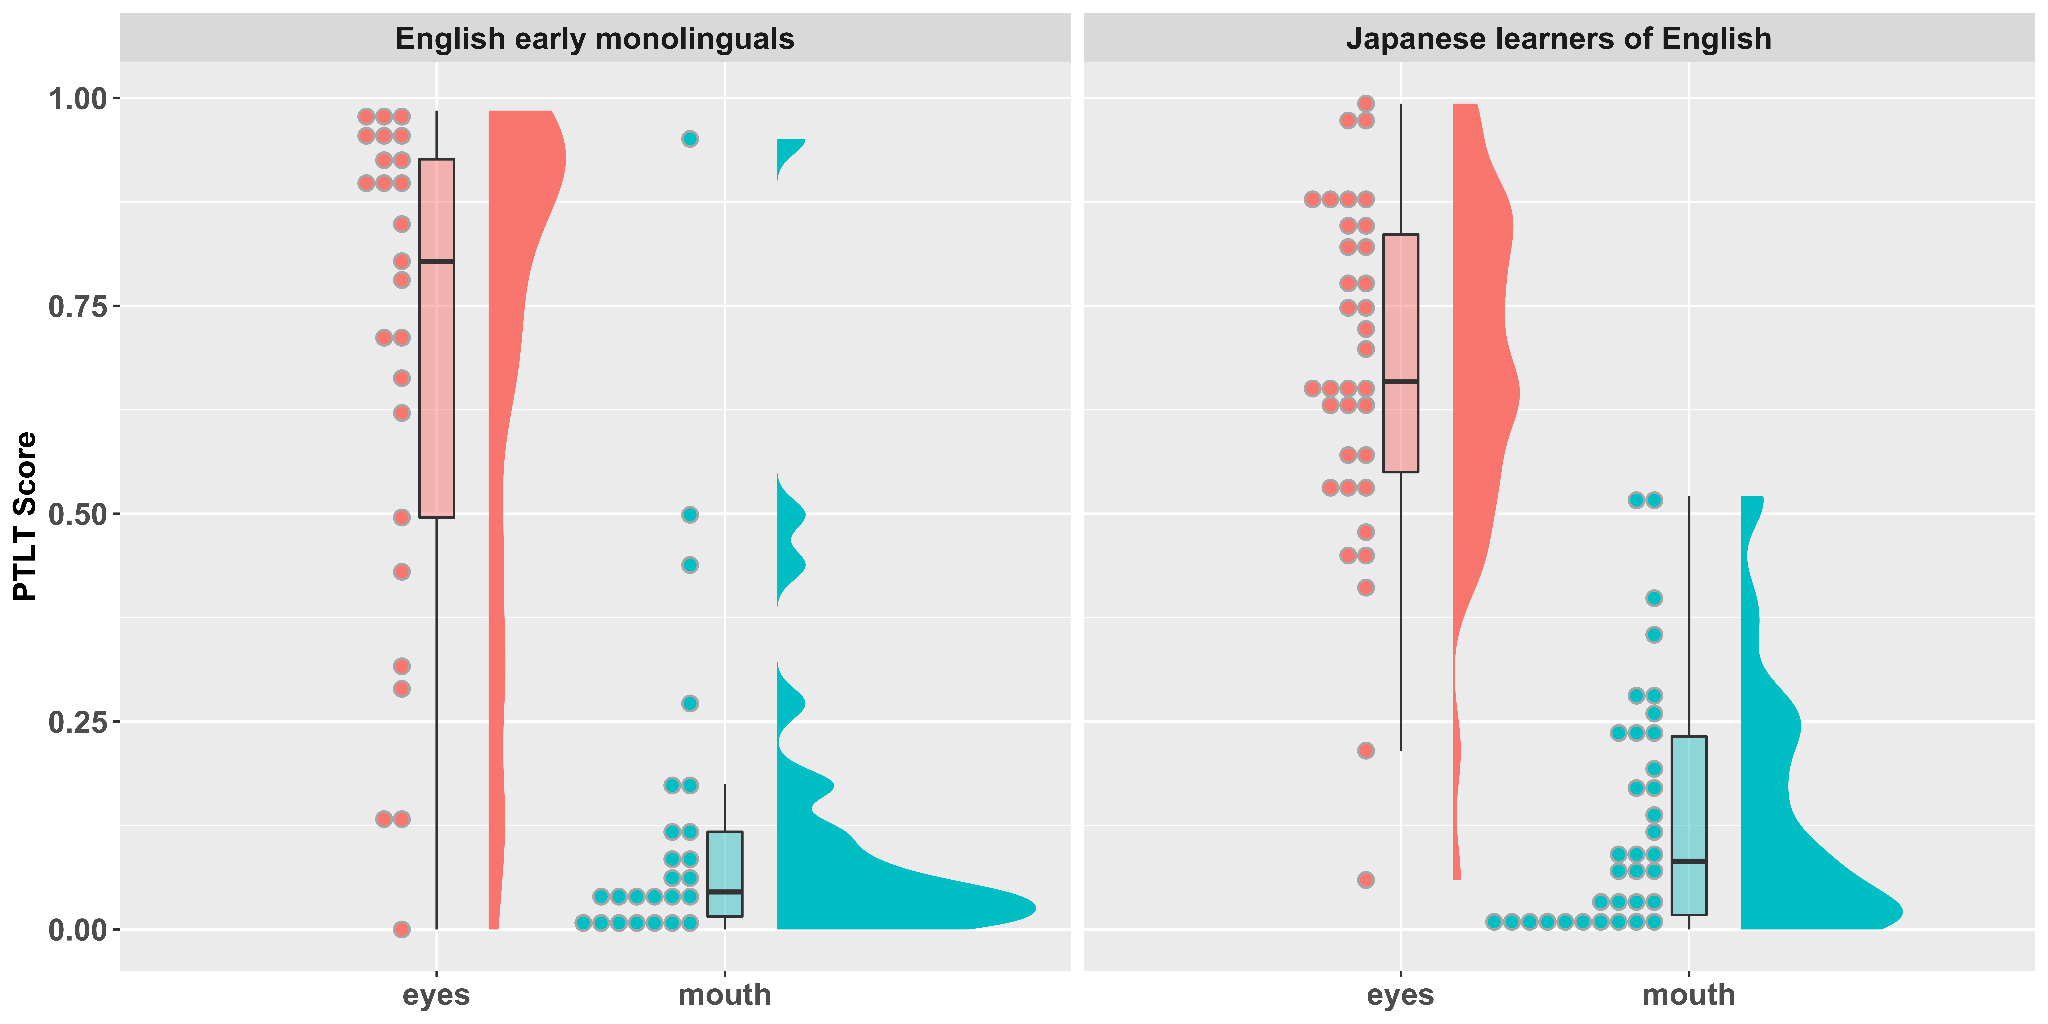 English early monolinguals
Japanese learners of English
1.00
0.75
0.50
0.25
0.00
PTLT Score
eyes
mouth
eyes
mouth